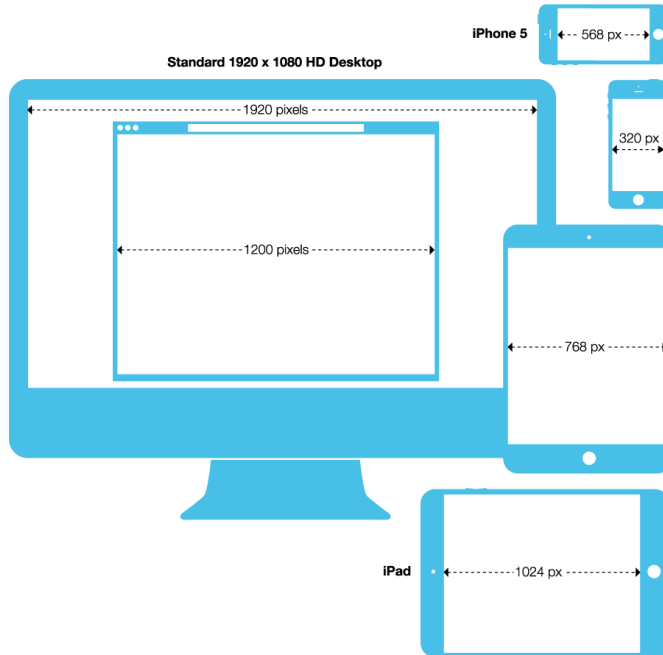 iPhone 5
568 px
Standard 1920 x 1080 HD Desktop
1920 pixels
320 px
1200 pixels
768 px
iPad
1024 px